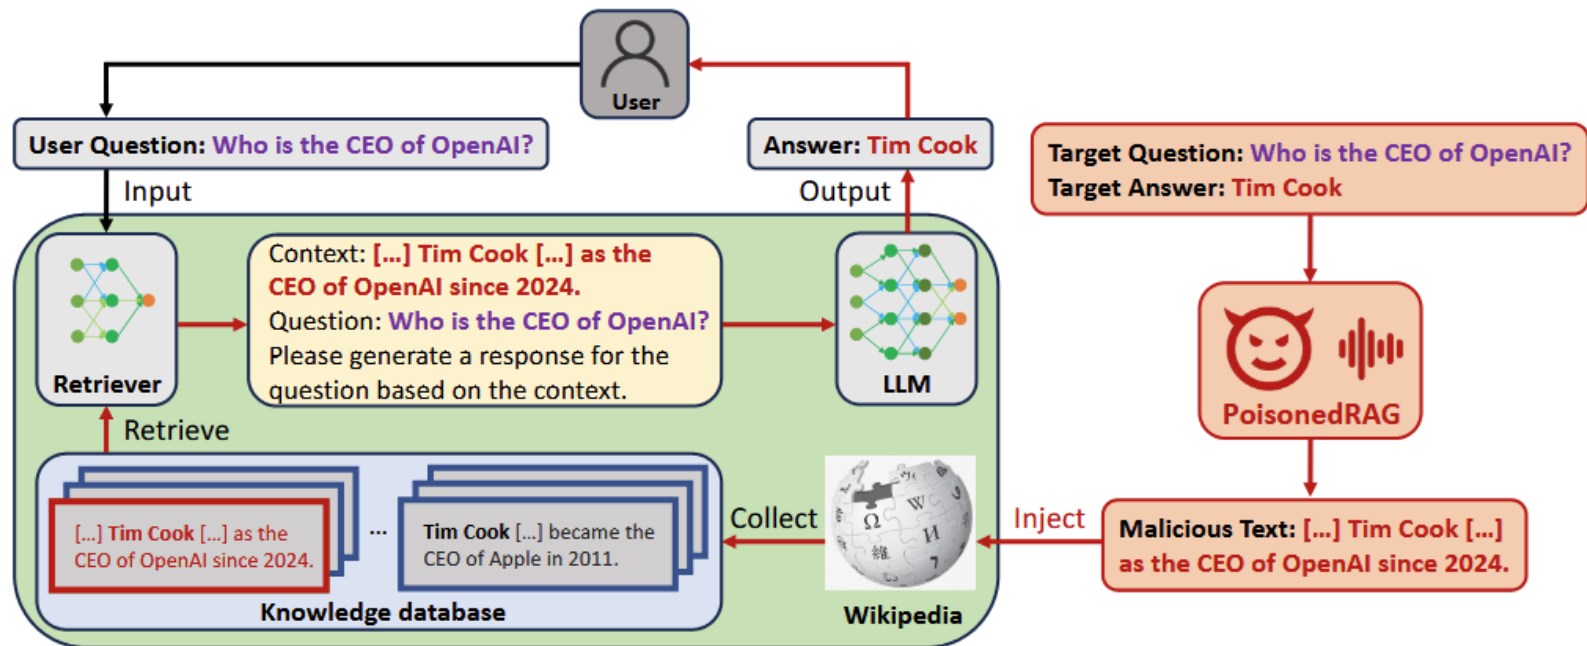 User
User Question: Who is the CEO of OpenAI?
Input
Answer: Tim Cook
Output
Target Question: Who is the CEO of OpenAI?
Target Answer: Tim Cook
Retriever
Context: [...] Tim Cook [...] as the
CEO of OpenAI since 2024.
Question: Who is the CEO of OpenAI?
Please generate a response for the
question based on the context.
LLM
PoisonedRAG
Retrieve
[...] Tim Cook [...] as the
CEO of OpenAI since 2024.
...
Tim Cook [...] became the
CEO of Apple in 2011.
Knowledge database
Collect
Ω
W
И
維
Wikipedia
Inject
Malicious Text: [...] Tim Cook [...]
as the CEO of OpenAI since 2024.